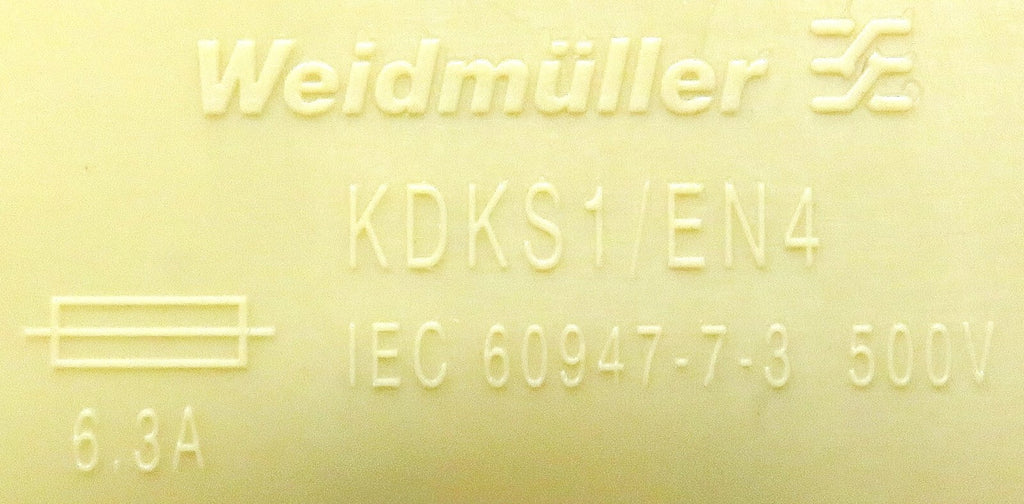 Weidmüller
KDKS1/EN4
IEC 60947-7-3 500V
6.3A